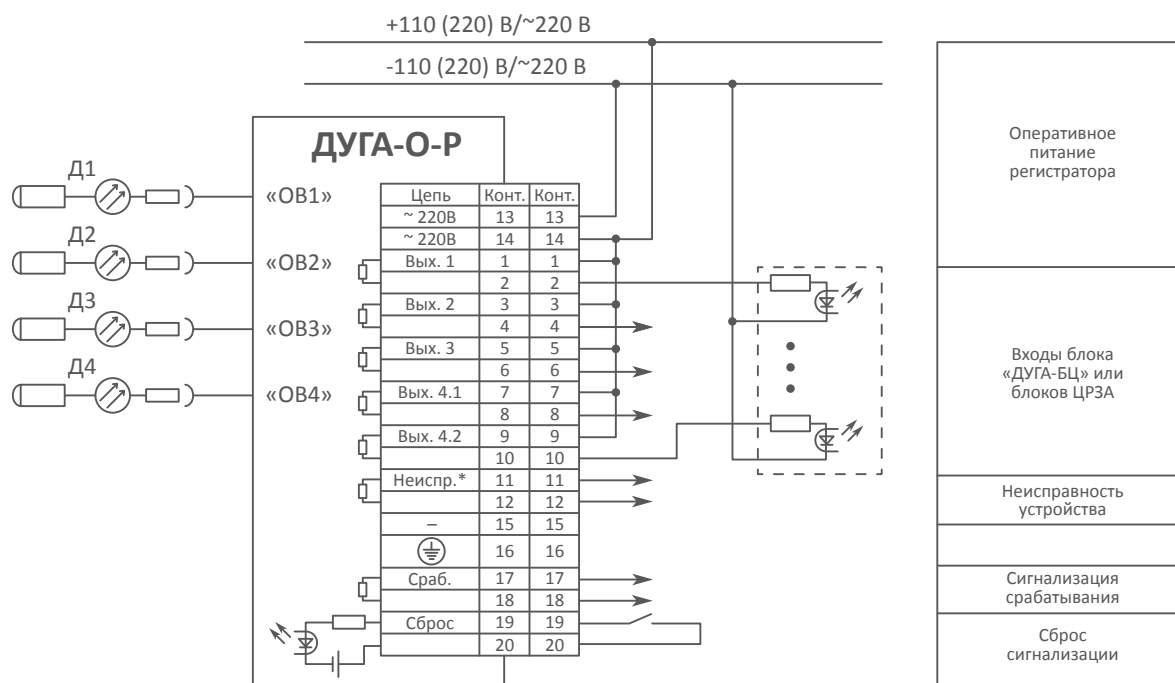 +110 (220) В/~220 В
-110 (220) В/~220 В
ДУГА-О-Р
Д1
«ОВ1»
Д2
«ОВ2»
Д3
«ОВ3»
Д4
«ОВ4»
Цепь Конт. Конт.
~ 220В 13 13
~ 220В 14 14
Вых. 1 1 1
2 2
Вых. 2 3 3
4 4
Вых. 3 5 5
6 6
Вых. 4.1 7 7
8 8
Вых. 4.2 9 9
10 10
Неиспр.* 11 11
12 12
– 15 15
16 16
Сраб. 17 17
18 18
Сброс 19 19
20 20
Оперативное
питание
регистратора
Входы блока
«ДУГА-БЦ» или
блоков ЦРЗА
Неисправность
устройства
Сигнализация
срабатывания
Сброс
сигнализации